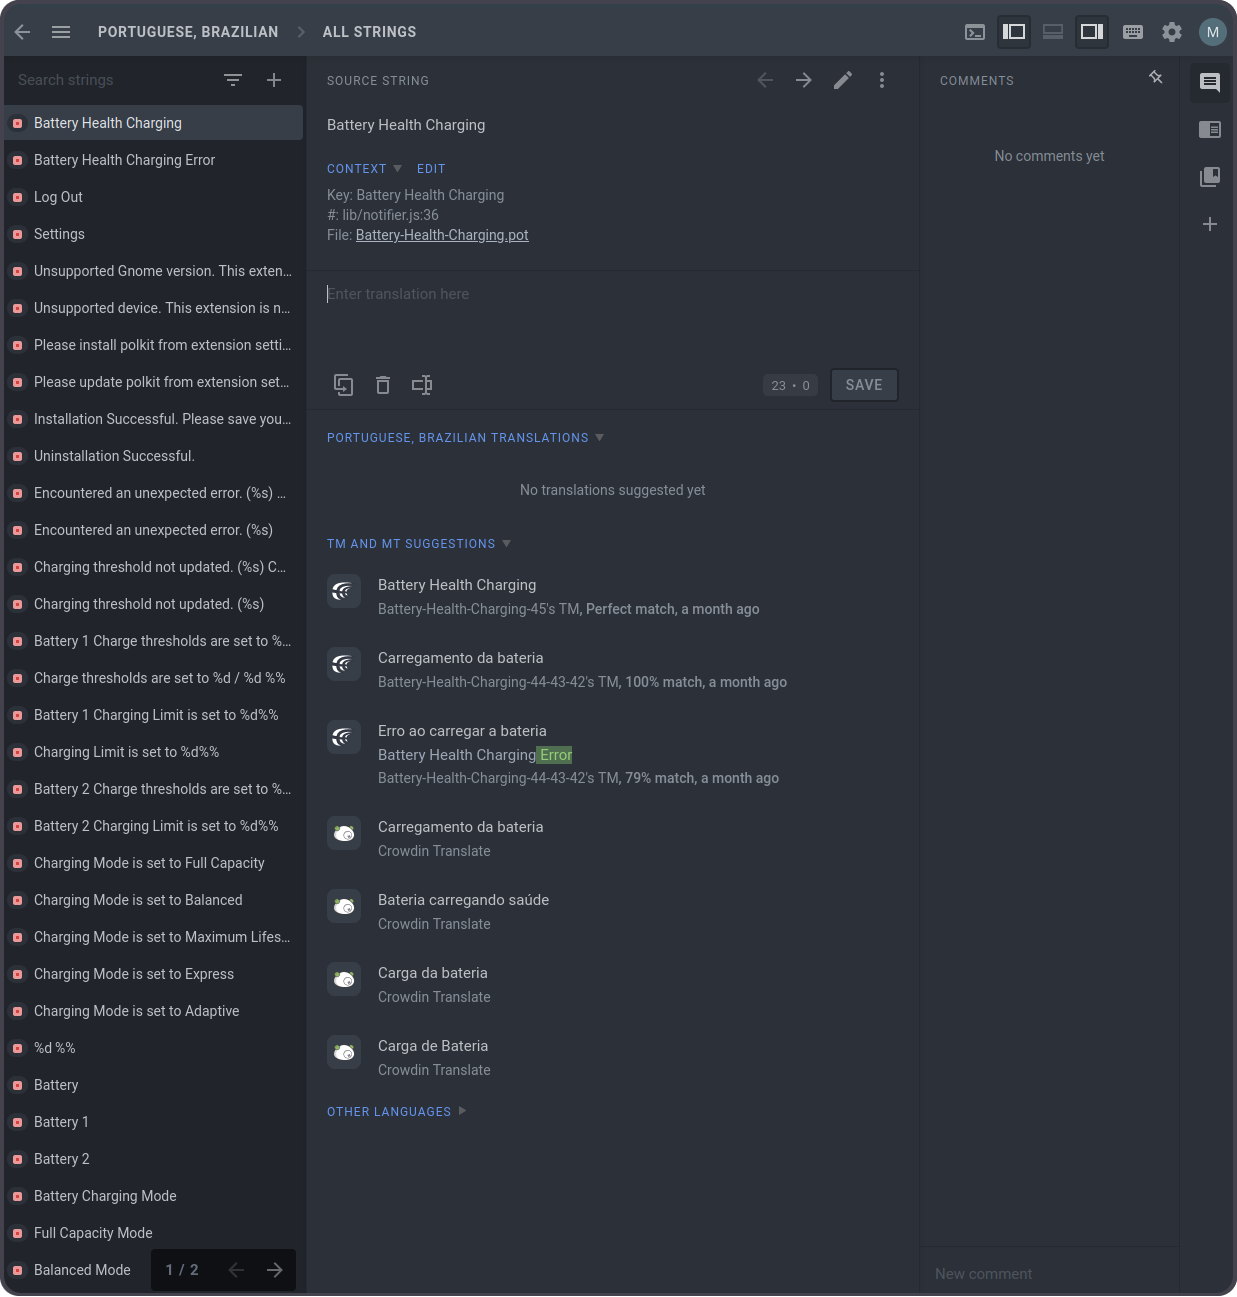 PORTUGUESE, BRAZILIAN
ALL STRINGS
M
Search strings
Battery Health Charging
Battery Health Charging Error
Log Out
Settings
Unsupported Gnome version. This exten…
Unsupported device. This extension is n…
Please install polkit from extension setti…
Please update polkit from extension set…
Installation Successful. Please save you…
Uninstallation Successful.
Encountered an unexpected error. (%s) …
Encountered an unexpected error. (%s)
Charging threshold not updated. (%s) C…
Charging threshold not updated. (%s)
Battery 1 Charge thresholds are set to %…
Charge thresholds are set to %d / %d %%
Battery 1 Charging Limit is set to %d%%
Charging Limit is set to %d%%
Battery 2 Charge thresholds are set to %…
Battery 2 Charging Limit is set to %d%%
Charging Mode is set to Full Capacity
Charging Mode is set to Balanced
Charging Mode is set to Maximum Lifes…
Charging Mode is set to Express
Charging Mode is set to Adaptive
%d %%
Battery
Battery 1
Battery 2
Battery Charging Mode
Full Capacity Mode
Balanced Mode
1 / 2
SOURCE STRING
Battery Health Charging
CONTEXT
EDIT
Key: Battery Health Charging
#: lib/notifier.js:36
File: Battery-Health-Charging.pot
Enter translation here
23 • 0
SAVE
PORTUGUESE, BRAZILIAN TRANSLATIONS
No translations suggested yet
TM AND MT SUGGESTIONS
Battery Health Charging
Battery-Health-Charging-45's TM, Perfect match, a month ago
Carregamento da bateria
Battery-Health-Charging-44-43-42's TM, 100% match, a month ago
Erro ao carregar a bateria
Battery Health Charging Error
Battery-Health-Charging-44-43-42's TM, 79% match, a month ago
Carregamento da bateria
Crowdin Translate
Bateria carregando saúde
Crowdin Translate
Carga da bateria
Crowdin Translate
Carga de Bateria
Crowdin Translate
OTHER LANGUAGES
COMMENTS
No comments yet
New comment